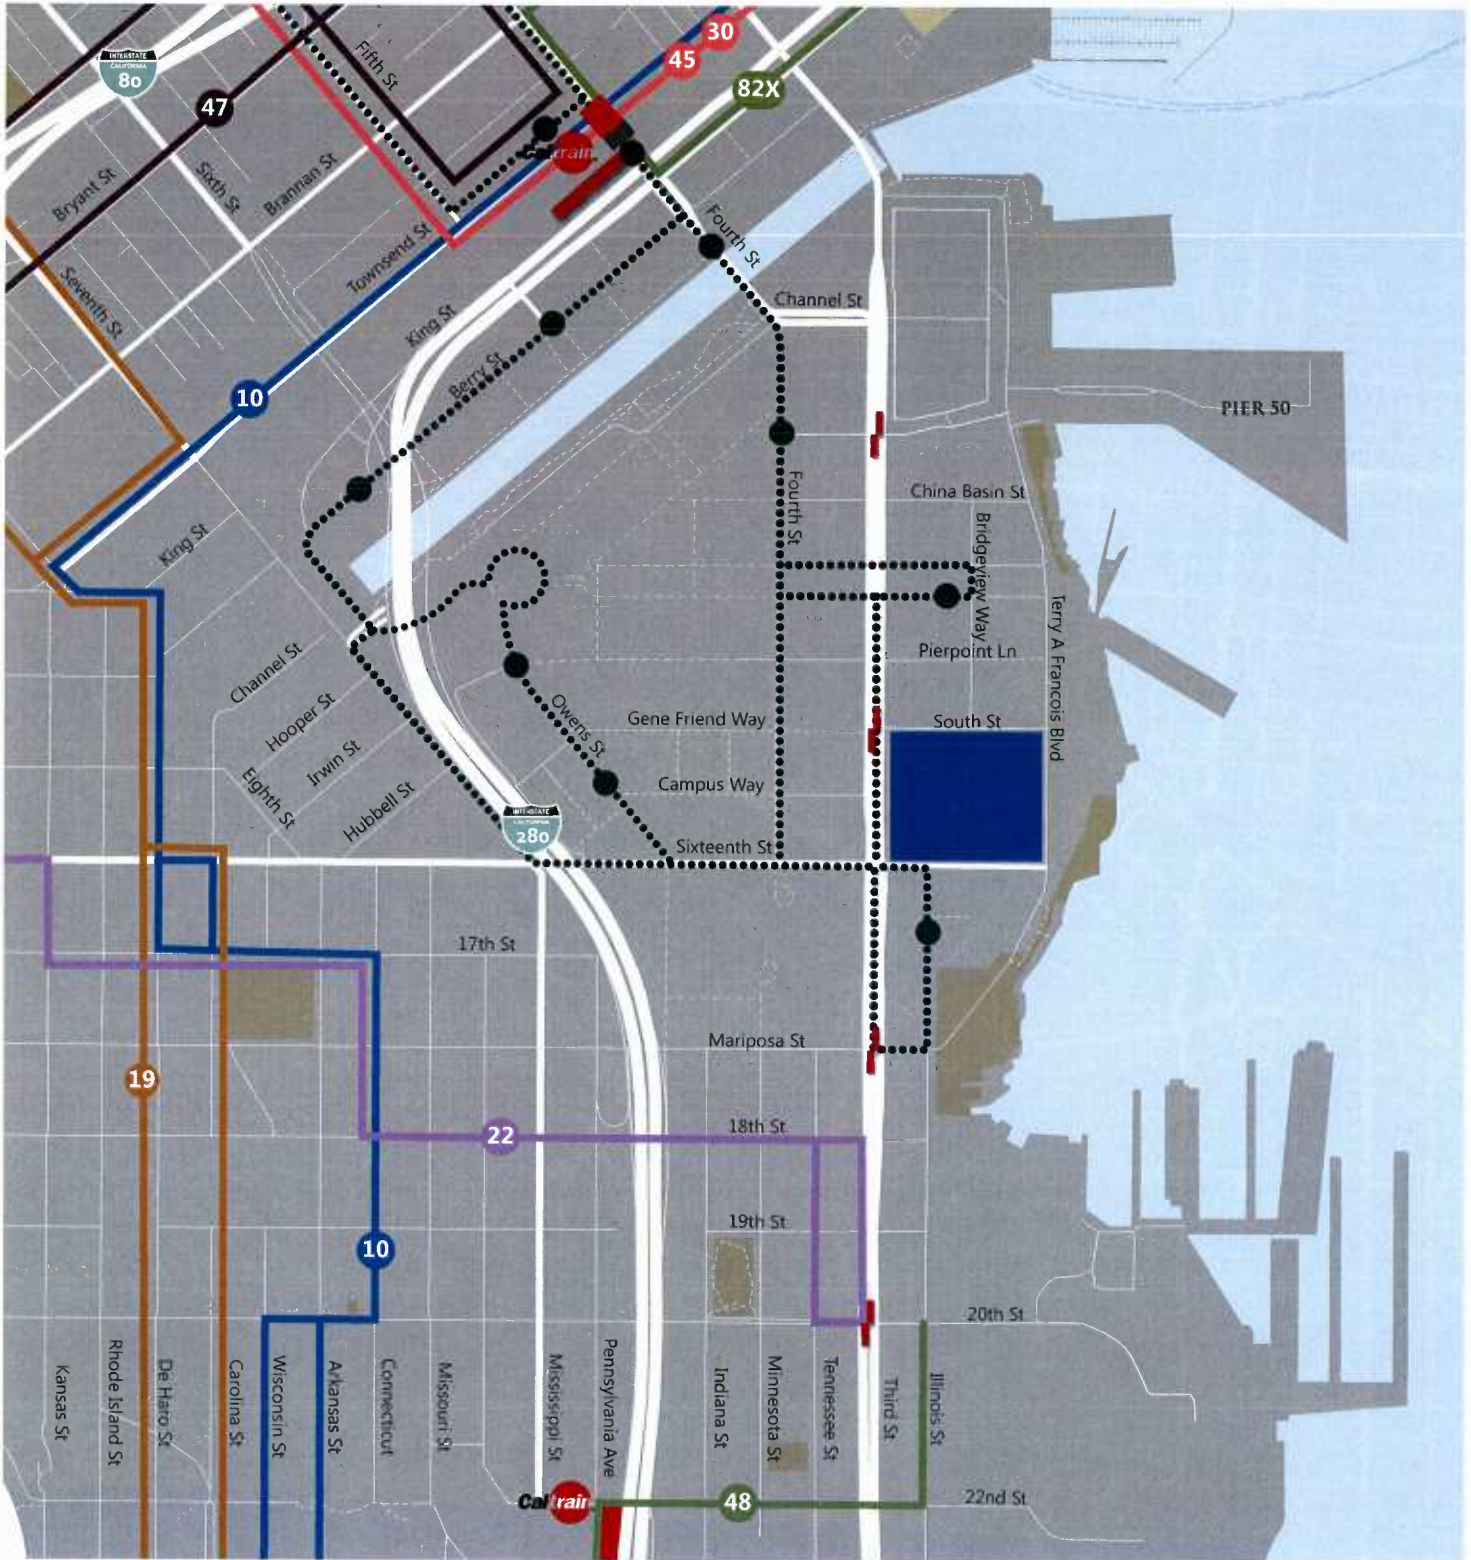 30
45
INTERSTATE
CALIFORNIA
80
Fifth St
82X
47
Caltrain
Bryant St
Sixth St
Brannan St
Fourth St
Townsend St
Seventh St
Channel St
King St
Berry St
10
PIER 50
China Basin St
Fourth St
Bridgeview Way
King St
Terry A Francois Blvd
Channel St
Pierpoint Ln
Hooper St
Owens St
Gene Friend Way
South St
Irwin St
Campus Way
Eighth St
Hubbell St
INTERSTATE
CALIFORNIA
280
Sixteenth St
17th St
Mariposa St
19
22
18th St
19th St
10
20th St
Kansas St
Rhode Island St
De Haro St
Carolina St
Wisconsin St
Arkansas St
Connecticut
Missouri St
Mississippi St
Pennsylvania Ave
Indiana St
Minnesota St
Tennessee St
Third St
Illinois St
Caltrain
48
22nd St